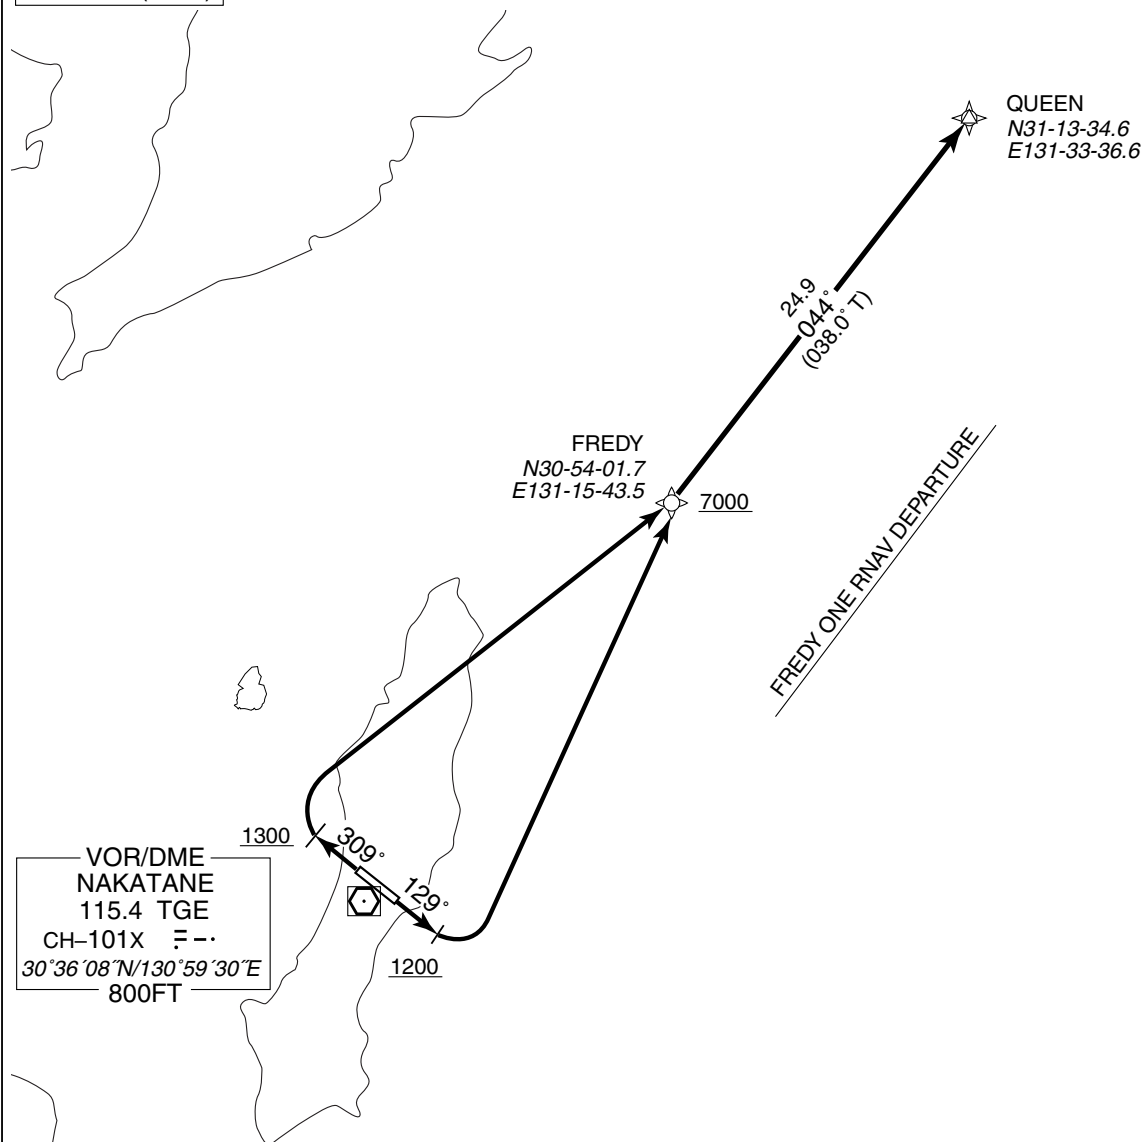 QUEEN
N31-13-34.6
E131-33-36.6
24.9
044°
(038.0°T)
FREDY
N30-54-01.7
E131-15-43.5
7000
FREDY ONE RNAV DEPARTURE
1300
309°
129°
1200
VOR/DME
NAKATANE
115.4 TGE
CH–101X
30°36´08˝N/130°59´30˝E
800FT